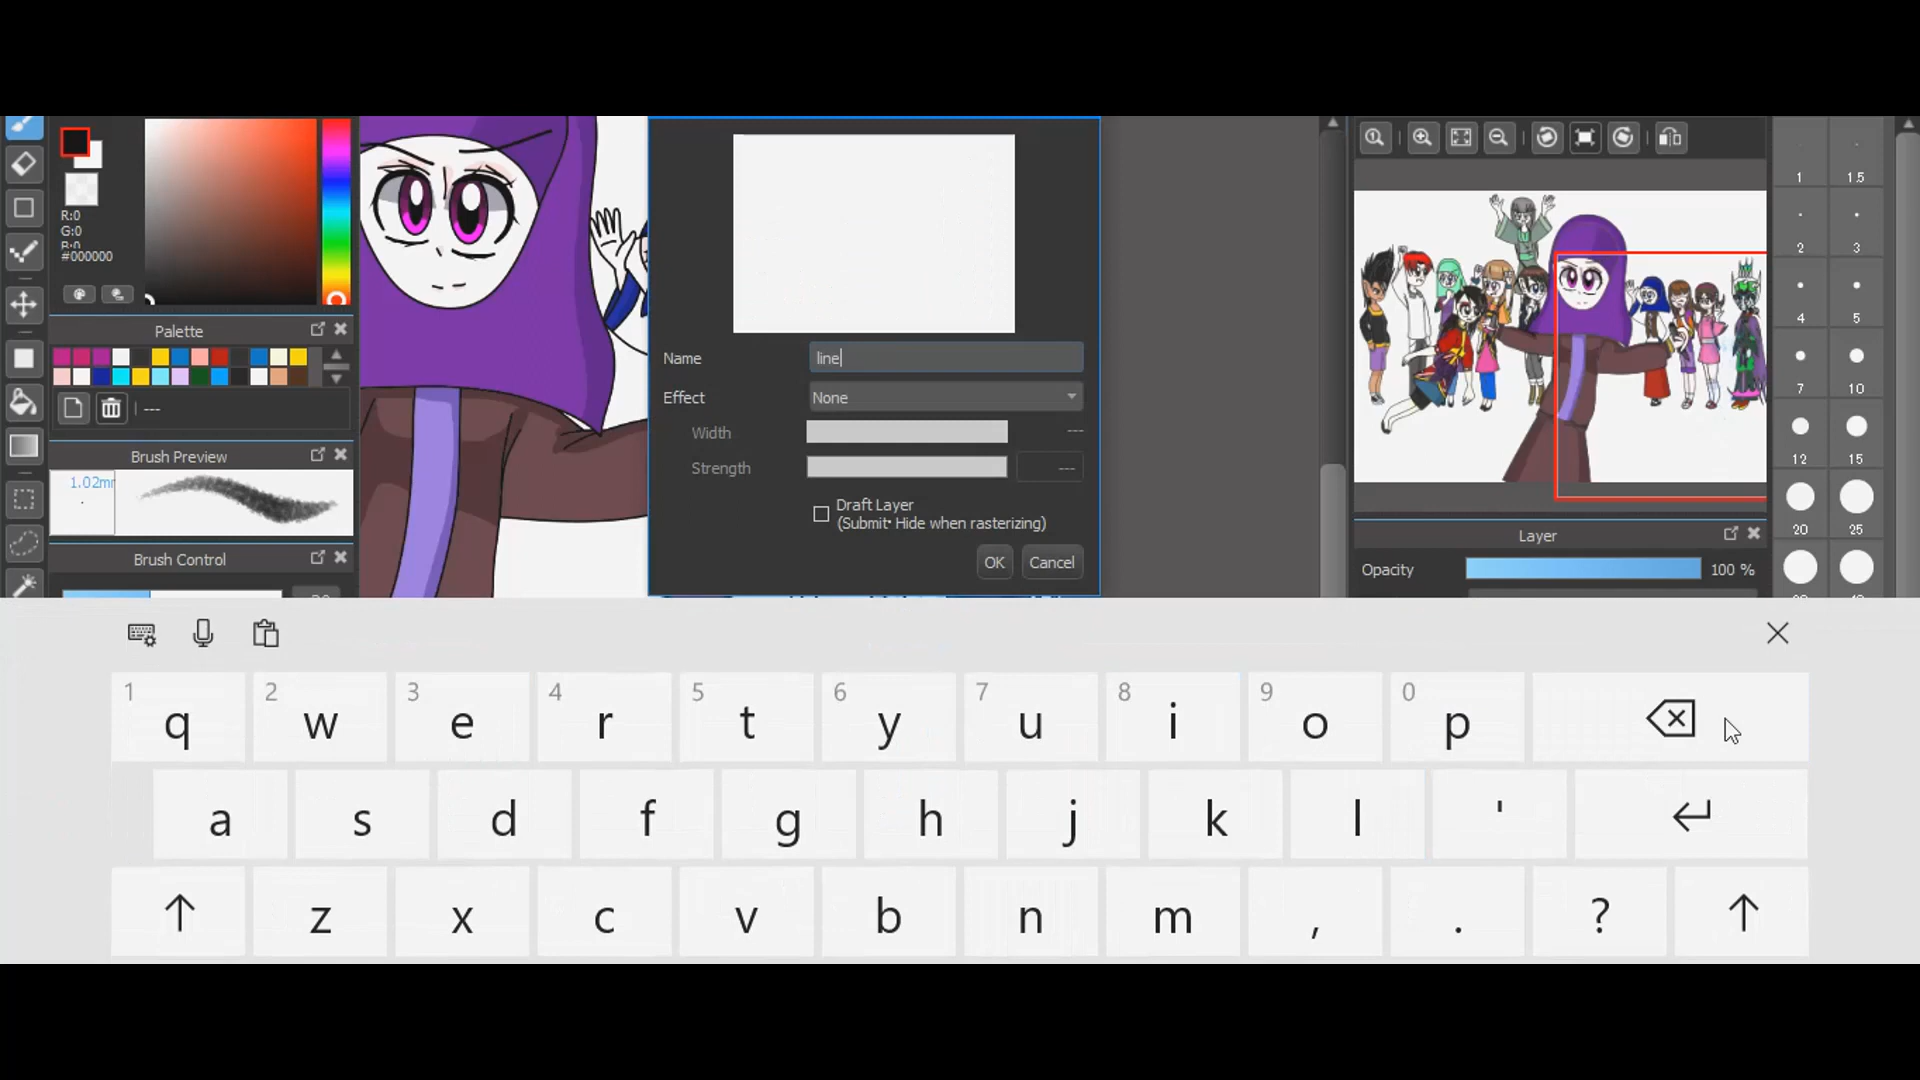 R:0
G:0
#000000
Palette
---
Brush Preview
1.02mm
Brush Control
Name
line
Effect
None
Width
---
Strength
---
Draft Layer
(Submit• Hide when rasterizing)
OK
Cancel
1
1.5
2
3
4
5
7
10
12
15
20
25
Layer
Opacity
100 %
1 2 3 4 5 6 7 8 9 0
q w e r t y u i o p
a s d f g h j k l '
z x c v b n m , . ?